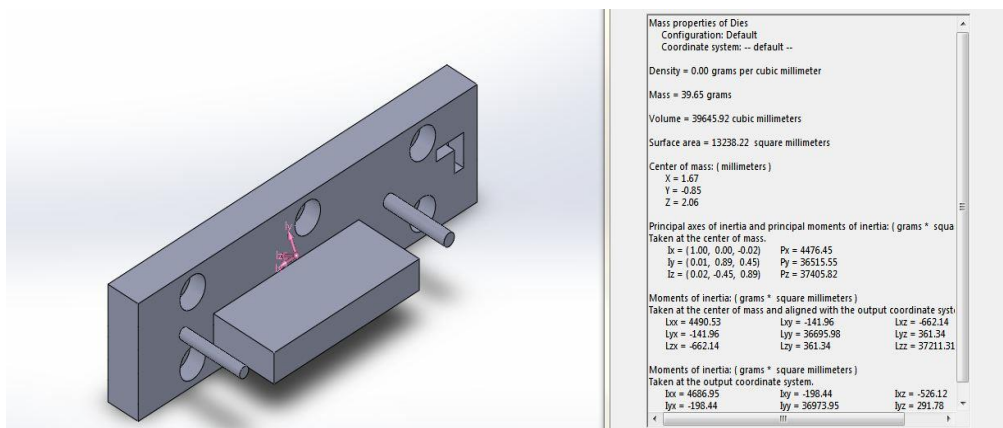 Mass properties of Dies
Configuration: Default
Coordinate system: -- default --
Density = 0.00 grams per cubic millimeter
Mass = 39.65 grams
Volume = 39645.92 cubic millimeters
Surface area = 13238.22 square millimeters
Center of mass: ( millimeters )
X = 1.67
Y = -0.85
Z = 2.06
Principal axes of inertia and principal moments of inertia: ( grams * squa
Taken at the center of mass.
Ix = (1.00, 0.00, -0.02) Px = 4476.45
Iy = (0.01, 0.89, 0.45) Py = 36515.55
Iz = (0.02, -0.45, 0.89) Pz = 37405.82
Moments of inertia: ( grams * square millimeters )
Taken at the center of mass and aligned with the output coordinate syst
Lxx = 4490.53 Lxy = -141.96 Lxz = -662.14
Lyx = -141.96 Lyy = 36695.98 Lyz = 361.34
Lzx = -662.14 Lzy = 361.34 Lzz = 37211.31
Moments of inertia: ( grams * square millimeters )
Taken at the output coordinate system.
Ixx = 4686.95 Ixy = -198.44 Ixz = -526.12
Iyx = -198.44 Iyy = 36973.95 Iyz = 291.78
Iy